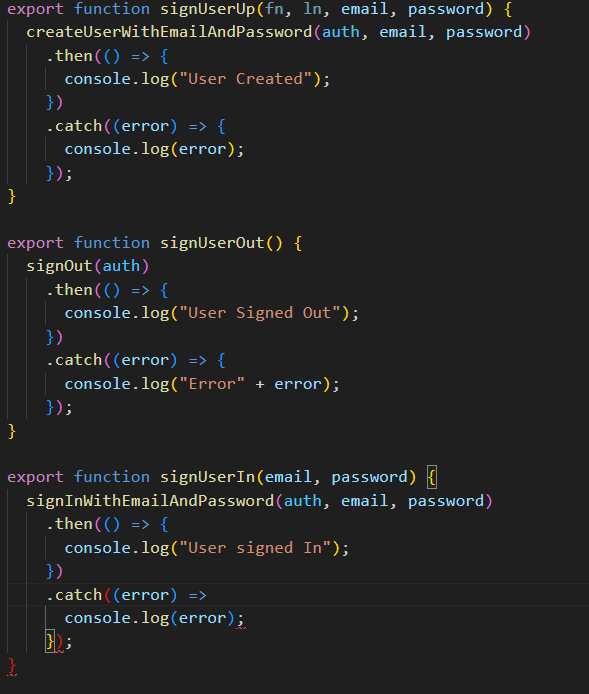 export function signUserUp(fn, ln, email, password) {
  createUserWithEmailAndPassword(auth, email, password)
    .then(() => {
      console.log("User Created");
    })
    .catch((error) => {
      console.log(error);
    });
}

export function signUserOut() {
  signOut(auth)
    .then(() => {
      console.log("User Signed Out");
    })
    .catch((error) => {
      console.log("Error" + error);
    });
}

export function signUserIn(email, password) {
  signInWithEmailAndPassword(auth, email, password)
    .then(() => {
      console.log("User signed In");
    })
    .catch((error) =>
      console.log(error);
    });
}